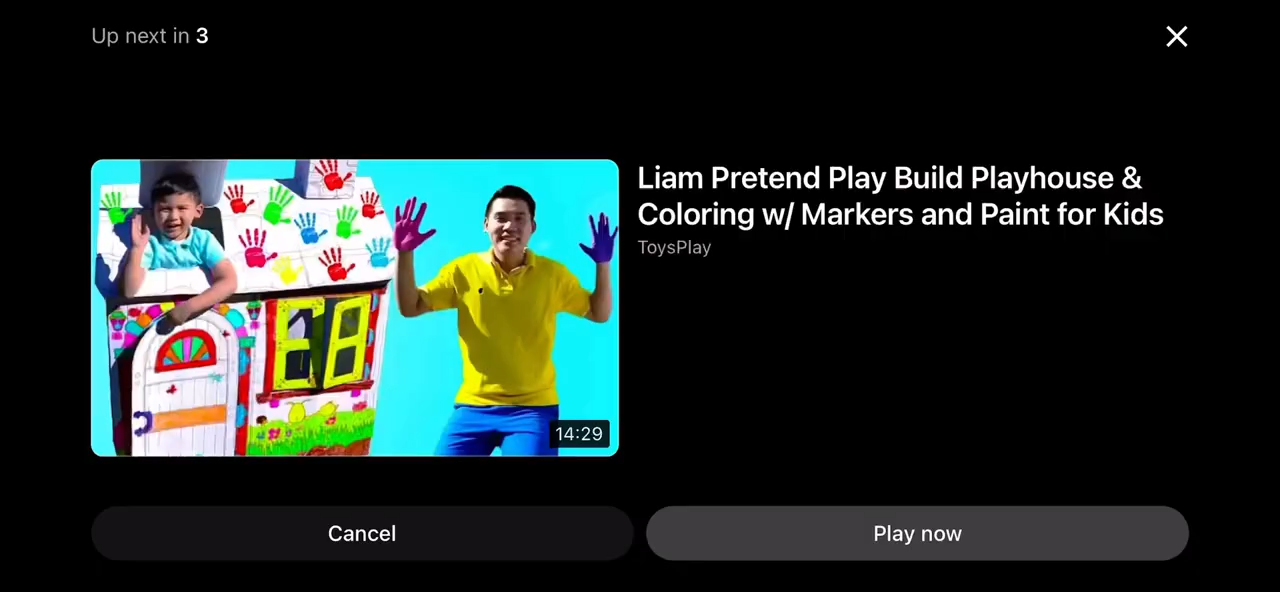 Up next in 3
Liam Pretend Play Build Playhouse &
Coloring w/ Markers and Paint for Kids
ToysPlay
14:29
Cancel
Play now